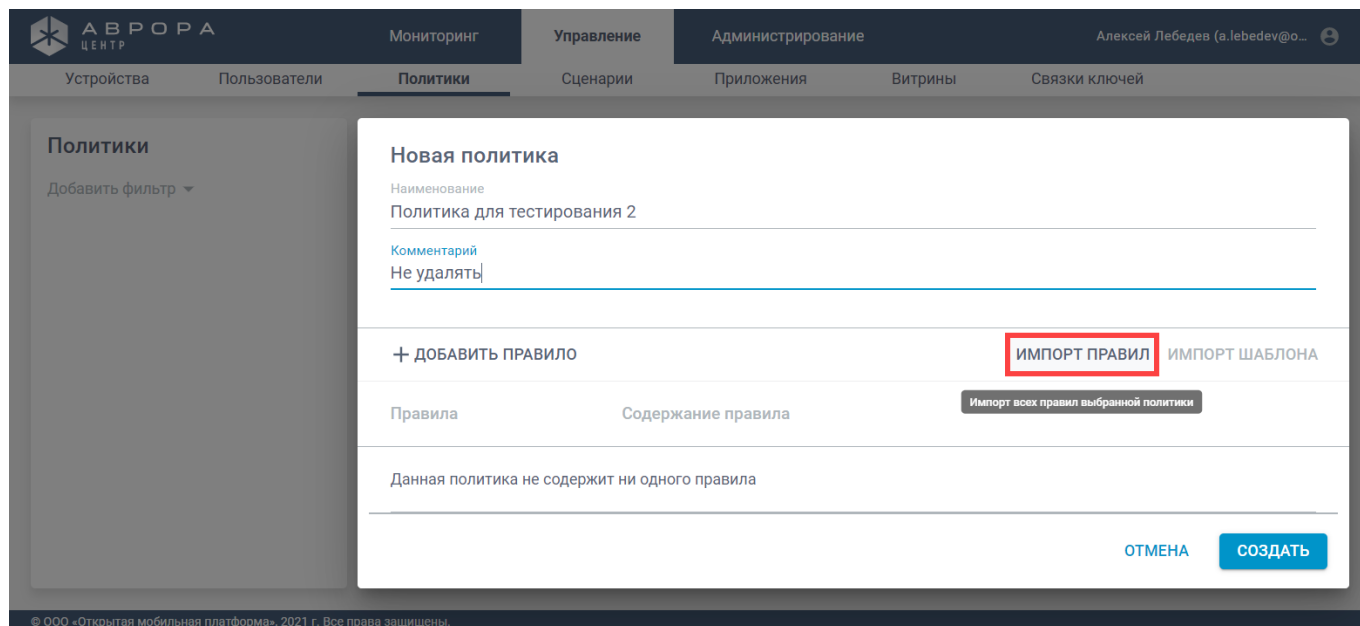 АВРОРА
ЦЕНТР
Мониторинг
Управление
Администрирование
Алексей Лебедев (a.lebedev@o...
Устройства
Пользователи
Политики
Сценарии
Приложения
Витрины
Связки ключей
Политики
Добавить фильтр
Новая политика
Наименование
Политика для тестирования 2
Комментарий
Не удалять
+ ДОБАВИТЬ ПРАВИЛО
ИМПОРТ ПРАВИЛ
ИМПОРТ ШАБЛОНА
Импорт всех правил выбранной политики
Правила
Содержание правила
Данная политика не содержит ни одного правила
ОТМЕНА
СОЗДАТЬ
© ООО «Открытая мобильная платформа». 2021 г. Все права защищены.